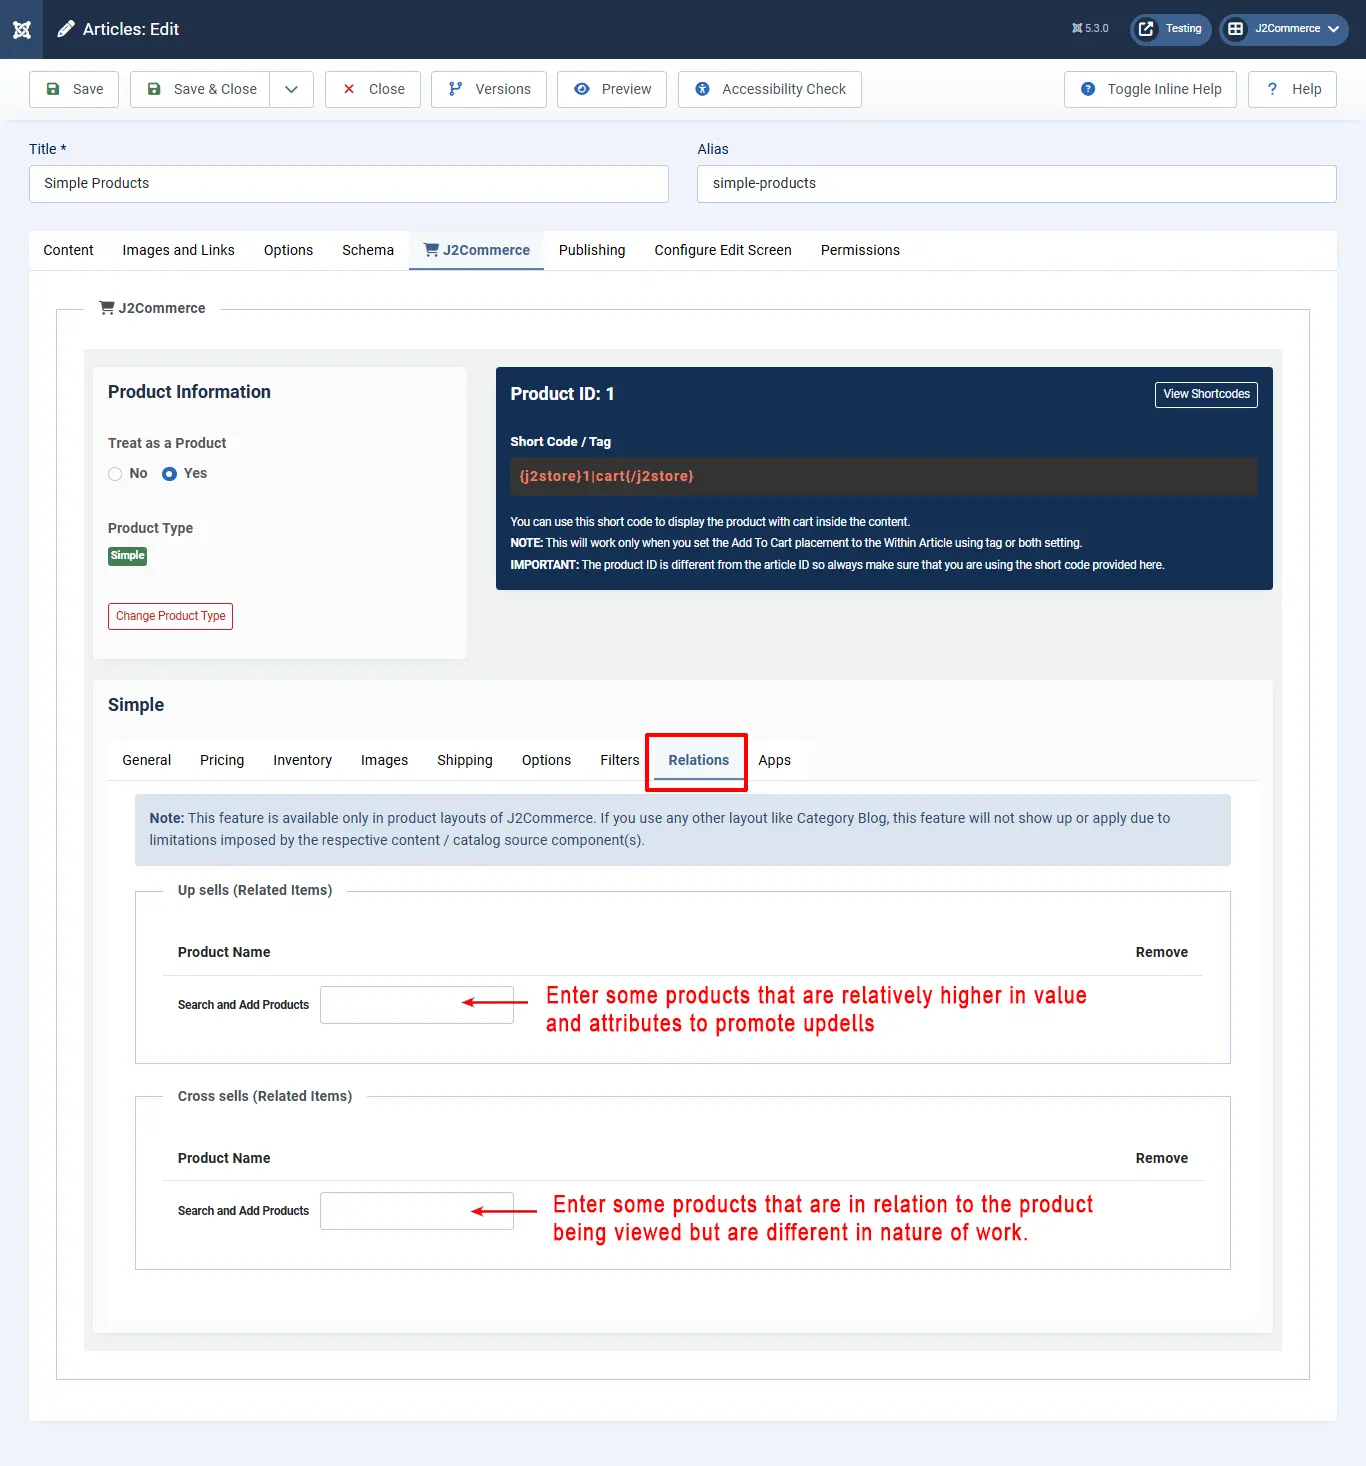 Articles: Edit
5.3.0
Testing
J2Commerce
Save
Save & Close
Close
Versions
Preview
Accessibility Check
Toggle Inline Help
? Help
Title *
Alias
Simple Products
simple-products
Content
Images and Links
Options
Schema
J2Commerce
Publishing
Configure Edit Screen
Permissions
J2Commerce
Product Information
Treat as a Product
No
Yes
Product Type
Simple
Change Product Type
Product ID: 1
View Shortcodes
Short Code / Tag
{j2store}1|cart{/j2store}
You can use this short code to display the product with cart inside the content.
NOTE: This will work only when you set the Add To Cart placement to the Within Article using tag or both setting.
IMPORTANT: The product ID is different from the article ID so always make sure that you are using the short code provided here.
Simple
General
Pricing
Inventory
Images
Shipping
Options
Filters
Relations
Apps
Note: This feature is available only in product layouts of J2Commerce. If you use any other layout like Category Blog, this feature will not show up or apply due to
limitations imposed by the respective content / catalog source component(s).
Up sells (Related Items)
Product Name
Remove
Search and Add Products
Enter some products that are relatively higher in value
and attributes to promote updells
Cross sells (Related Items)
Product Name
Remove
Search and Add Products
Enter some products that are in relation to the product
being viewed but are different in nature of work.